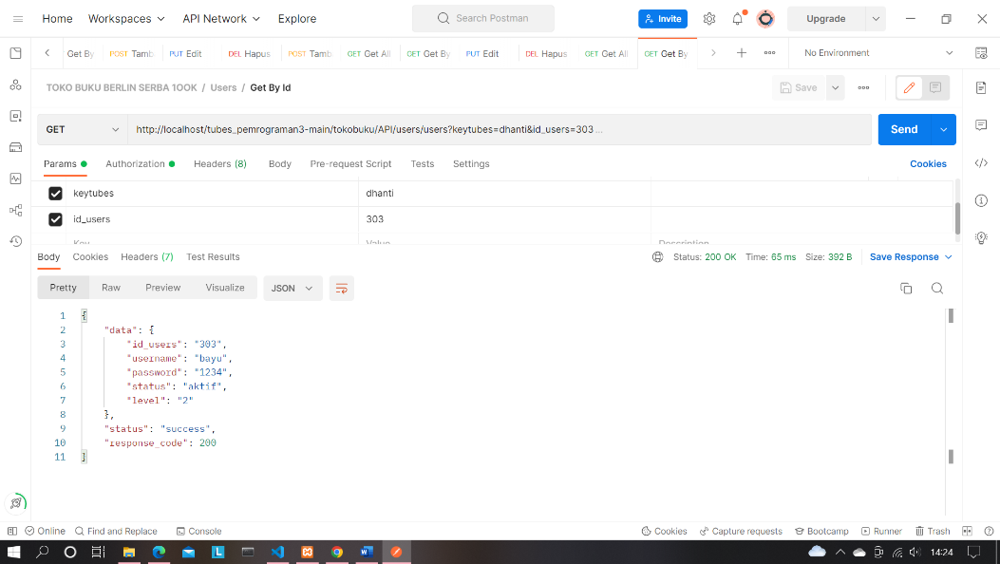 Home Workspaces API Network Explore Search Postman Invite Upgrade
Get By POST Tamb PUT Edit DEL Hapus POST Tamb GET Get All GET Get By PUT Edit DEL Hapus GET Get All GET Get By No Environment
TOKO BUKU BERLIN SERBA 1OOK / Users / Get By Id Save
GET http://localhost/tubes_pemrograman3-main/tokobuku/API/users/users?keytubes=dhanti&id_users=303... Send
Params Authorization Headers (8) Body Pre-request Script Tests Settings Cookies
keytubes dhanti
id_users 303
Key Value Description
Body Cookies Headers (7) Test Results Status: 200 OK Time: 65 ms Size: 392 B Save Response
Pretty Raw Preview Visualize JSON
1 {
2 "data": {
3 "id_users": "303",
4 "username": "bayu",
5 "password": "1234",
6 "status": "aktif",
7 "level": "2"
8 },
9 "status": "success",
10 "response_code": 200
11 }
Online Find and Replace Console Cookies Capture requests Bootcamp Runner Trash
14:24